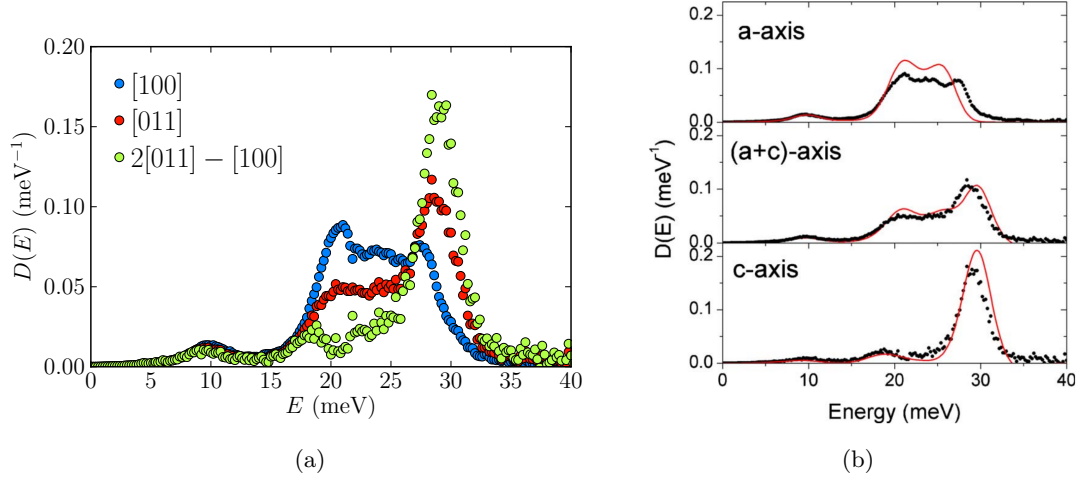 0.20
0.15
0.10
0.05
0.00
D(E) (meV⁻¹)
[100]
[011]
2[011] − [100]
0 5 10 15 20 25 30 35 40
E (meV)
(a)
0.2
0.1
0.0
a-axis
0.2
0.1
0.0
(a+c)-axis
0.2
0.1
0.0
c-axis
D(E) (meV⁻¹)
0 10 20 30 40
Energy (meV)
(b)